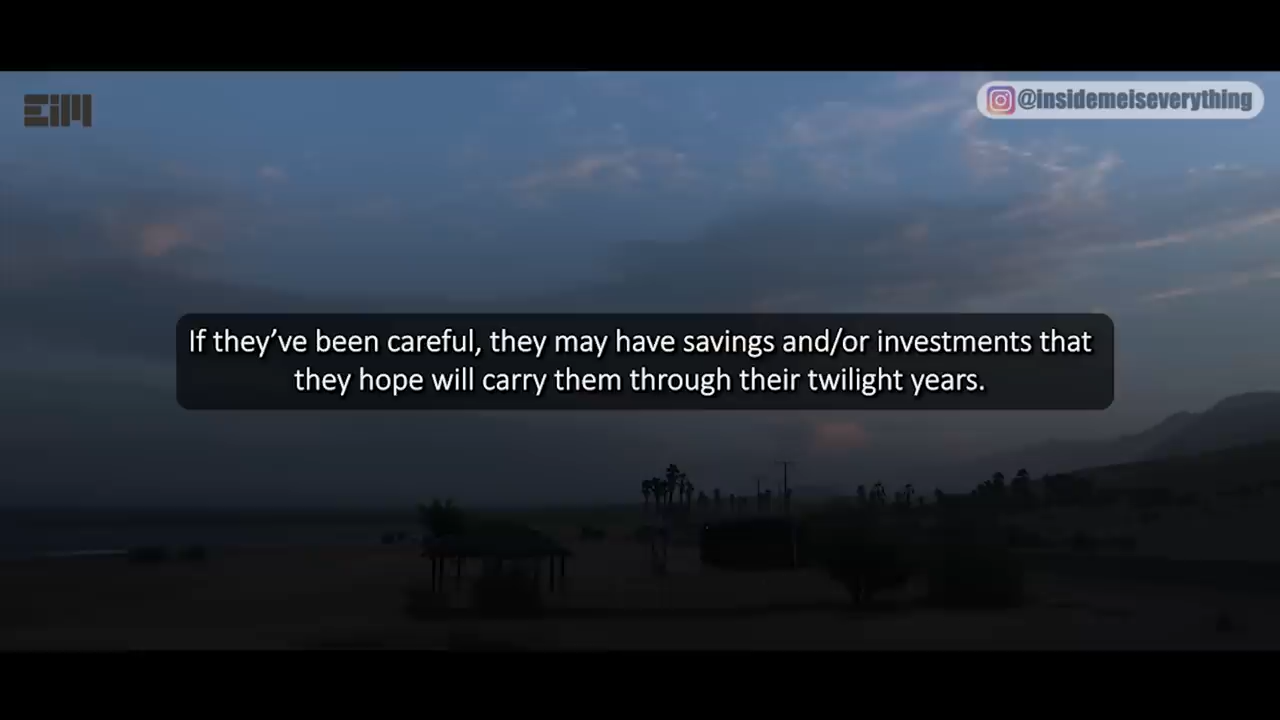 EiM
@insidemeiseverything
If they’ve been careful, they may have savings and/or investments that
they hope will carry them through their twilight years.